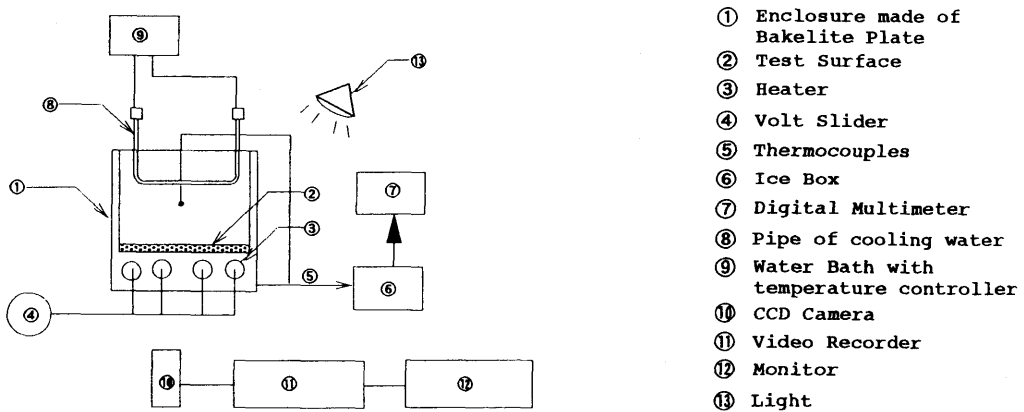 ⑨
⑬
⑧
①
②
⑦
③
⑤
⑥
④
⑩
⑪
⑫
① Enclosure made of
Bakelite Plate
② Test Surface
③ Heater
④ Volt Slider
⑤ Thermocouples
⑥ Ice Box
⑦ Digital Multimeter
⑧ Pipe of cooling water
⑨ Water Bath with
temperature controller
⑩ CCD Camera
⑪ Video Recorder
⑫ Monitor
⑬ Light